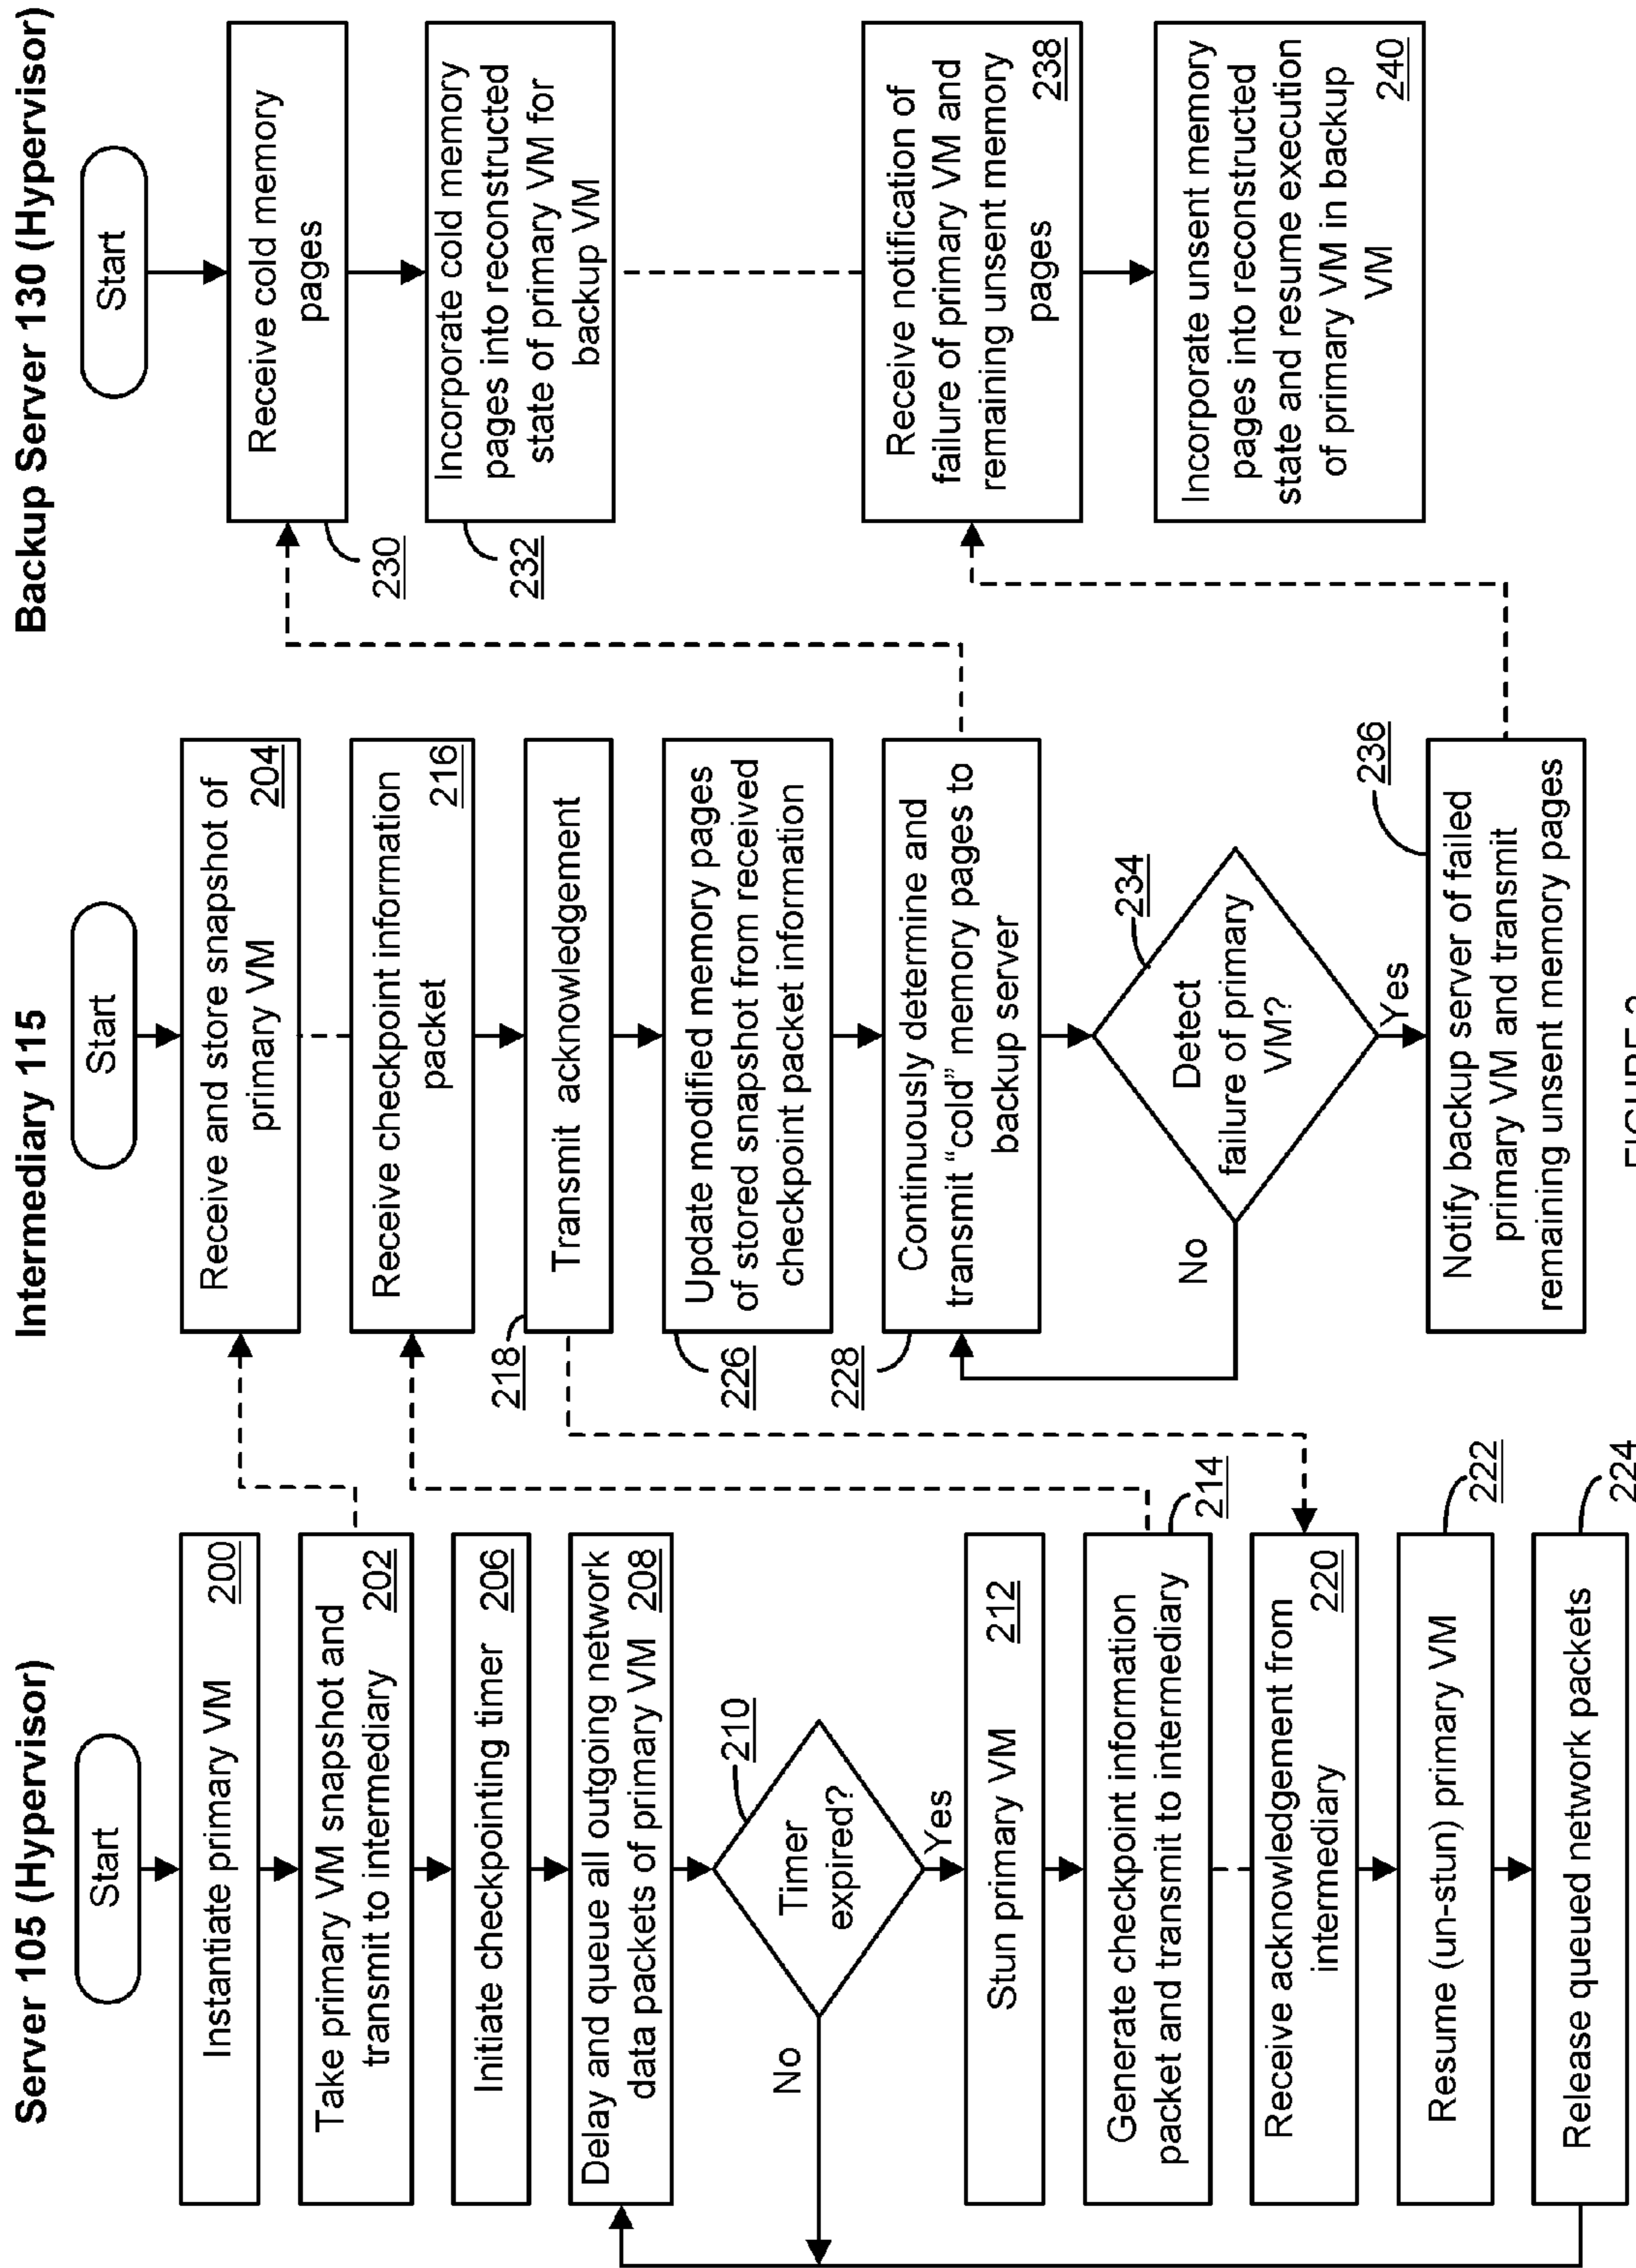 Server 105 (Hypervisor)
Start
Instantiate primary VM 200
Take primary VM snapshot and
transmit to intermediary 202
Initiate checkpointing timer 206
Delay and queue all outgoing network
data packets of primary VM 208
Timer
expired?
210
No
Yes
Stun primary VM 212
Generate checkpoint information
packet and transmit to intermediary
214
Receive acknowledgement from
intermediary 220
Resume (un-stun) primary VM
222
Release queued network packets
224
Intermediary 115
Start
Receive and store snapshot of
primary VM 204
Receive checkpoint information
packet 216
Transmit acknowledgement
218
Update modified memory pages
of stored snapshot from received
checkpoint packet information
226
Continuously determine and
transmit “cold” memory pages to
backup server
228
Detect
failure of primary
VM?
234
No
Yes
Notify backup server of failed
primary VM and transmit
remaining unsent memory pages
236
Backup Server 130 (Hypervisor)
Start
Receive cold memory
pages
230
Incorporate cold memory
pages into reconstructed
state of primary VM for
backup VM
232
Receive notification of
failure of primary VM and
remaining unsent memory
pages 238
Incorporate unsent memory
pages into reconstructed
state and resume execution
of primary VM in backup
VM 240